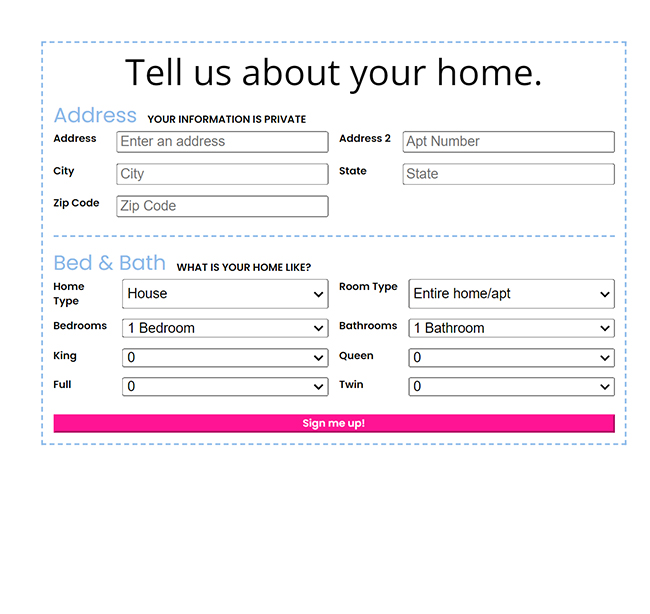 Tell us about your home.
Address YOUR INFORMATION IS PRIVATE
Address Enter an address Address 2 Apt Number
City City State State
Zip Code Zip Code
Bed & Bath WHAT IS YOUR HOME LIKE?
Home Type House Room Type Entire home/apt
Bedrooms 1 Bedroom Bathrooms 1 Bathroom
King 0 Queen 0
Full 0 Twin 0
Sign me up!